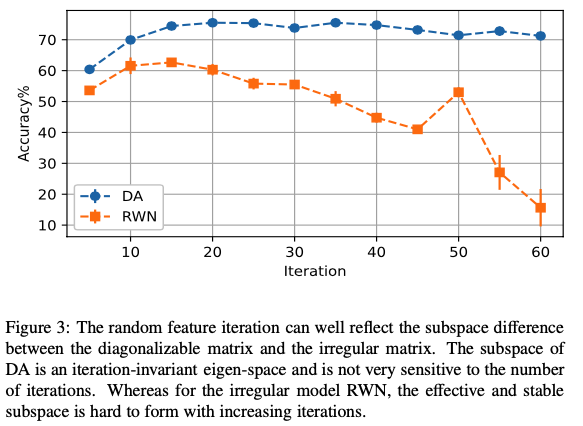 70
60
50
40
30
20
10
Accuracy%
DA
RWN
10 20 30 40 50 60
Iteration
Figure 3: The random feature iteration can well reflect the subspace difference
between the diagonalizable matrix and the irregular matrix. The subspace of
DA is an iteration-invariant eigen-space and is not very sensitive to the number
of iterations. Whereas for the irregular model RWN, the effective and stable
subspace is hard to form with increasing iterations.